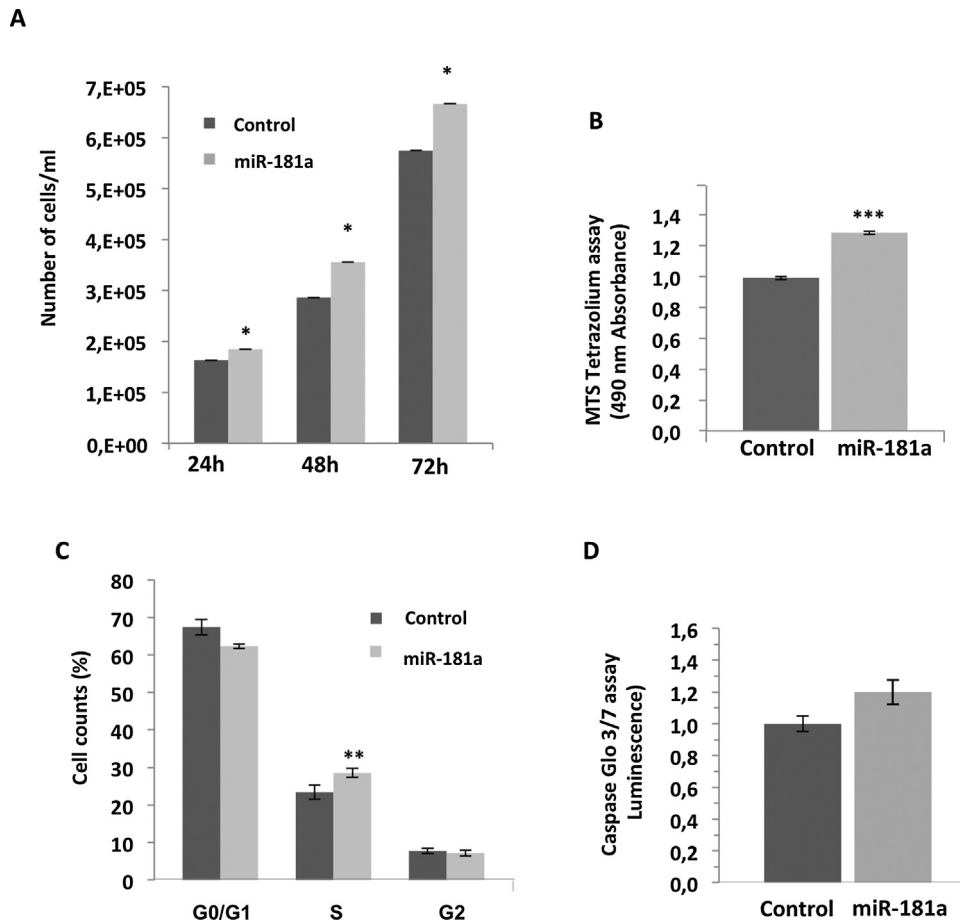 A
Number of cells/ml
7,E+05
6,E+05
5,E+05
4,E+05
3,E+05
2,E+05
1,E+05
0,E+00
Control
miR-181a
*
*
*
24h 48h 72h
B
MTS Tetrazolium assay
(490 nm Absorbance)
1,4
1,2
1,0
0,8
0,6
0,4
0,2
0,0
***
Control miR-181a
C
Cell counts (%)
80
70
60
50
40
30
20
10
0
Control
miR-181a
**
G0/G1 S G2
D
Caspase Glo 3/7 assay
Luminescence)
1,6
1,4
1,2
1,0
0,8
0,6
0,4
0,2
0,0
Control miR-181a